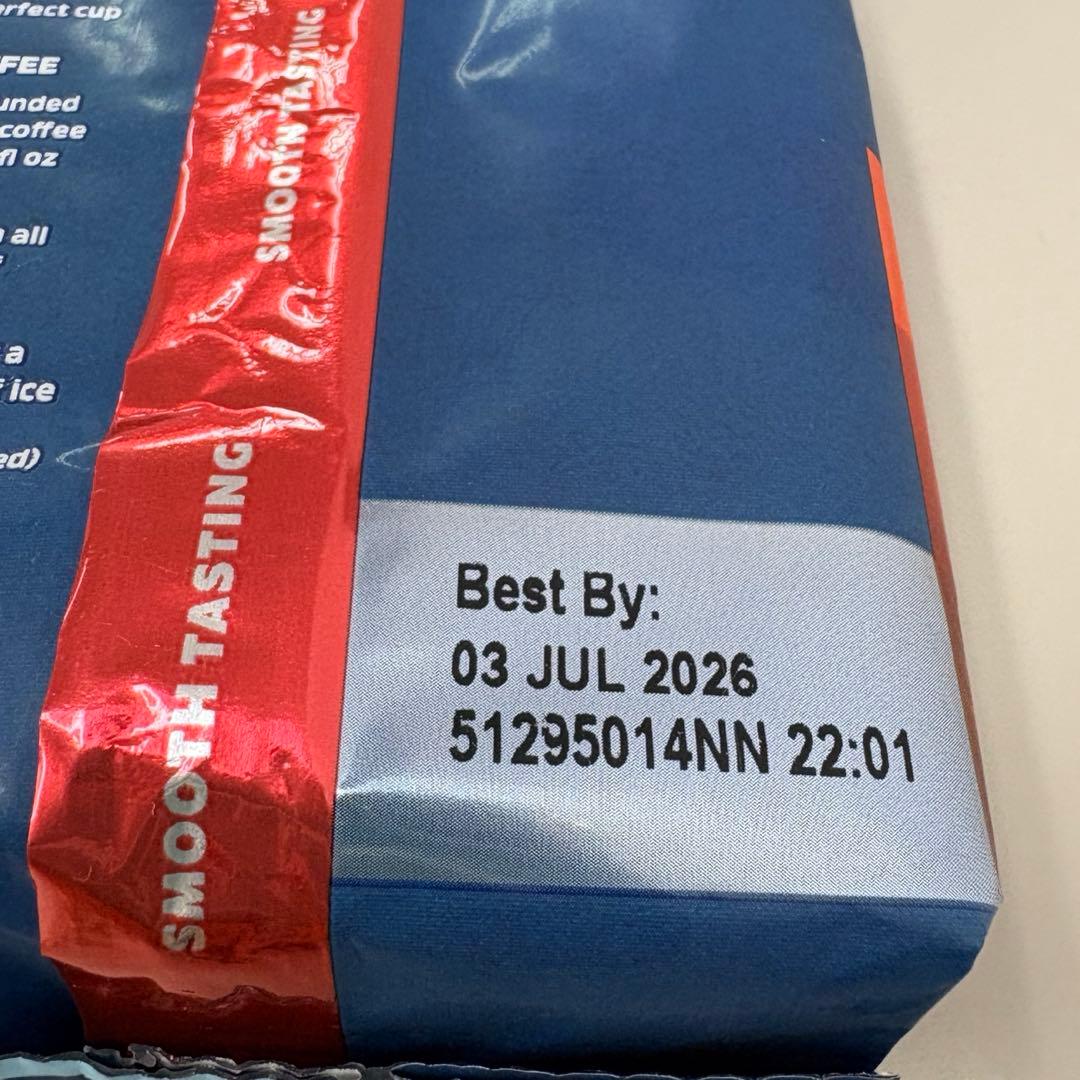 erfect cup
FEE
unded
coffee
fl oz
all
a
ice
ed)
SMOOTH TASTING
SMOOTH TASTING
Best By:
03 JUL 2026
51295014NN 22:01